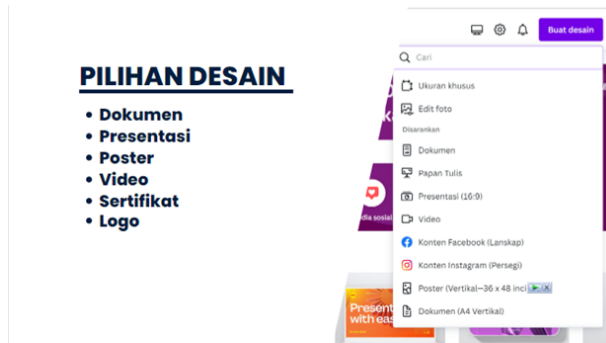 PILIHAN DESAIN
• Dokumen
• Presentasi
• Poster
• Video
• Sertifikat
• Logo
Buat desain
Cari
Ukuran khusus
Edit foto
Disarankan
Dokumen
Papan Tulis
Presentasi (16:9)
Video
Konten Facebook (Lanskap)
Konten Instagram (Persegi)
Poster (Vertikal–36 x 48 inci
Dokumen (A4 Vertikal)
dia sosial
Present
with eas